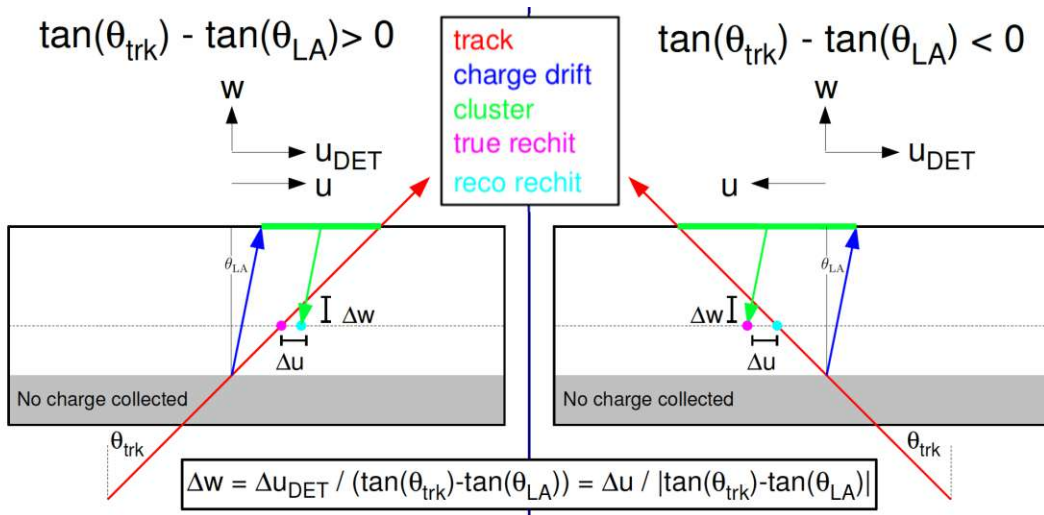 tan(θtrk) - tan(θLA)> 0
w
uDET
u
θLA
Δw
Δu
No charge collected
θtrk
track
charge drift
cluster
true rechit
reco rechit
tan(θtrk) - tan(θLA) < 0
w
uDET
u
θLA
Δw
Δu
No charge collected
θtrk
Δw = ΔuDET / (tan(θtrk)-tan(θLA)) = Δu / |tan(θtrk)-tan(θLA)|